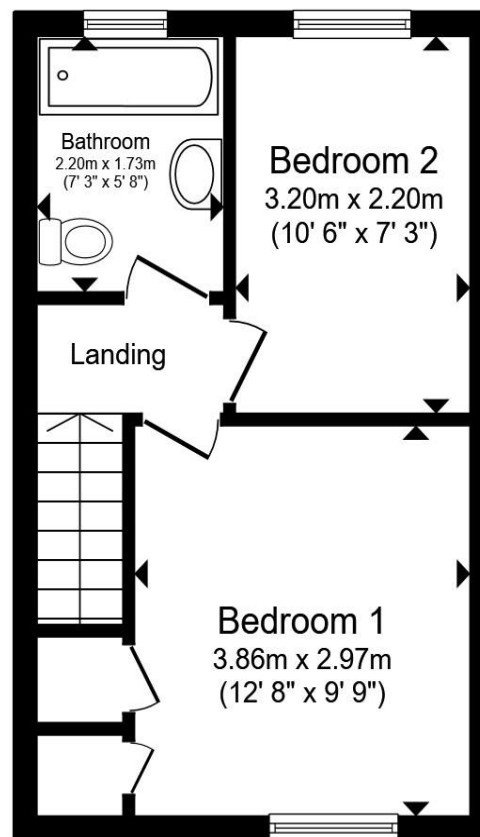 Bathroom
2.20m x 1.73m
(7' 3" x 5' 8")
Bedroom 2
3.20m x 2.20m
(10' 6" x 7' 3")
Landing
Bedroom 1
3.86m x 2.97m
(12' 8" x 9' 9")